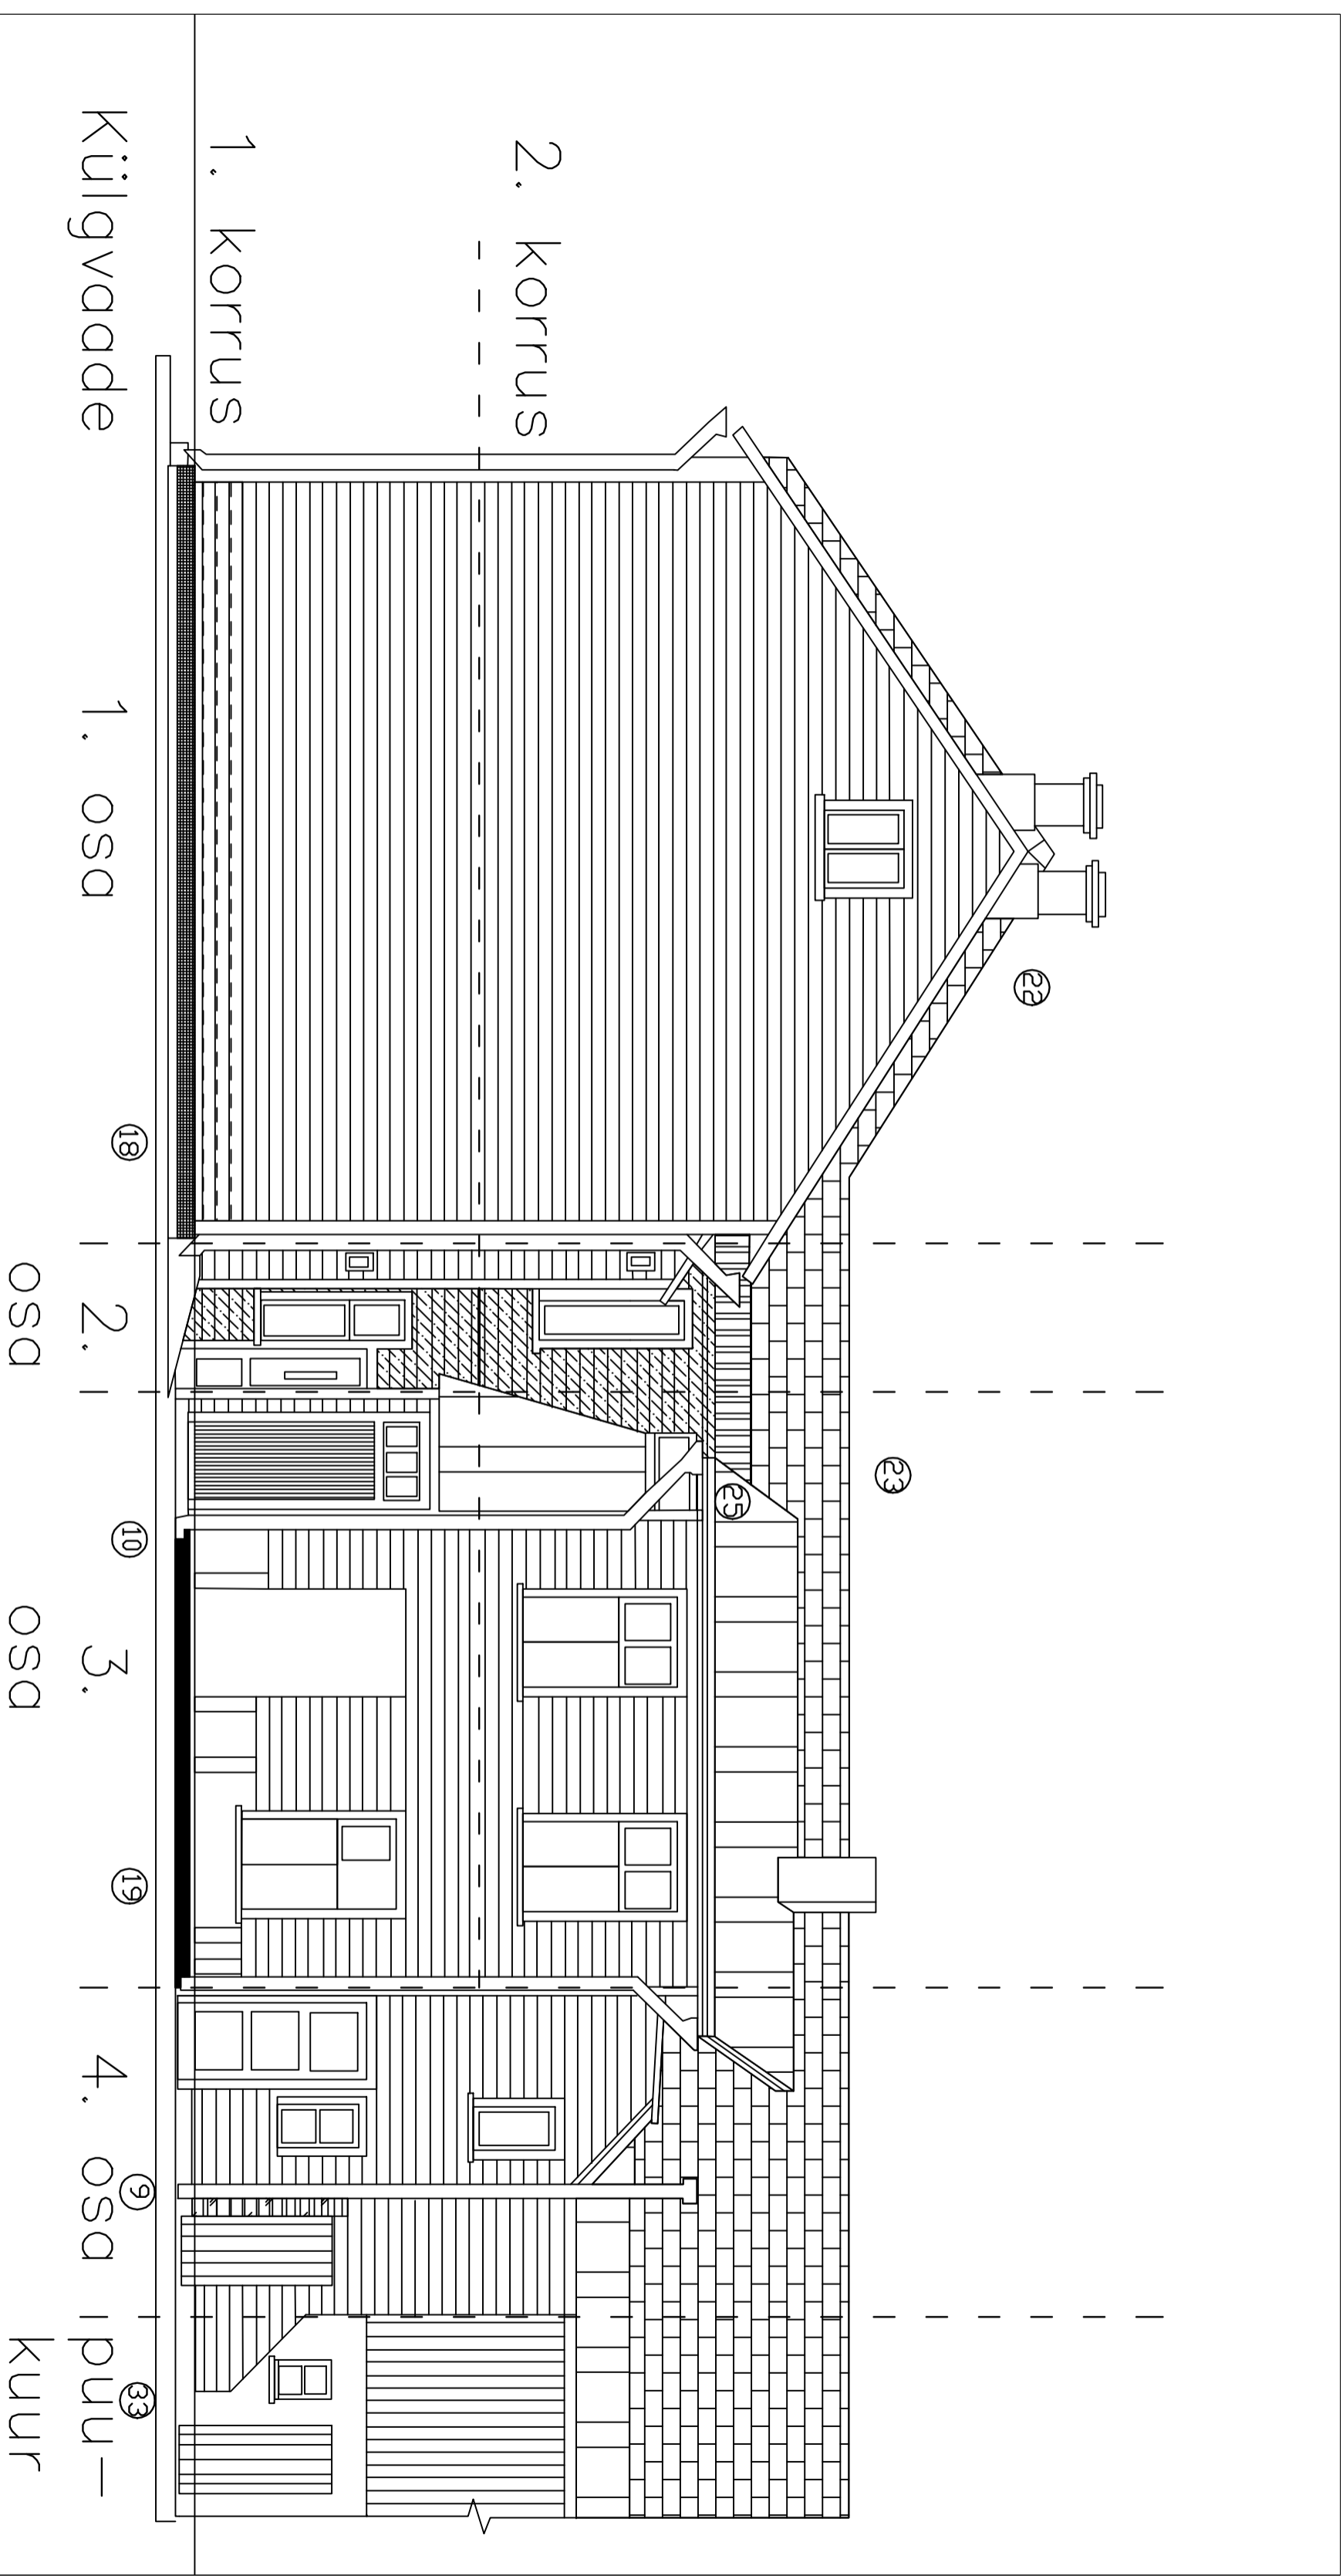 22
23
2. korrus
25
1. korrus
18
10
19
9
33
Külgvaade
1. osa
2.
osa
3.
osa
4. osa
pu-
kuur